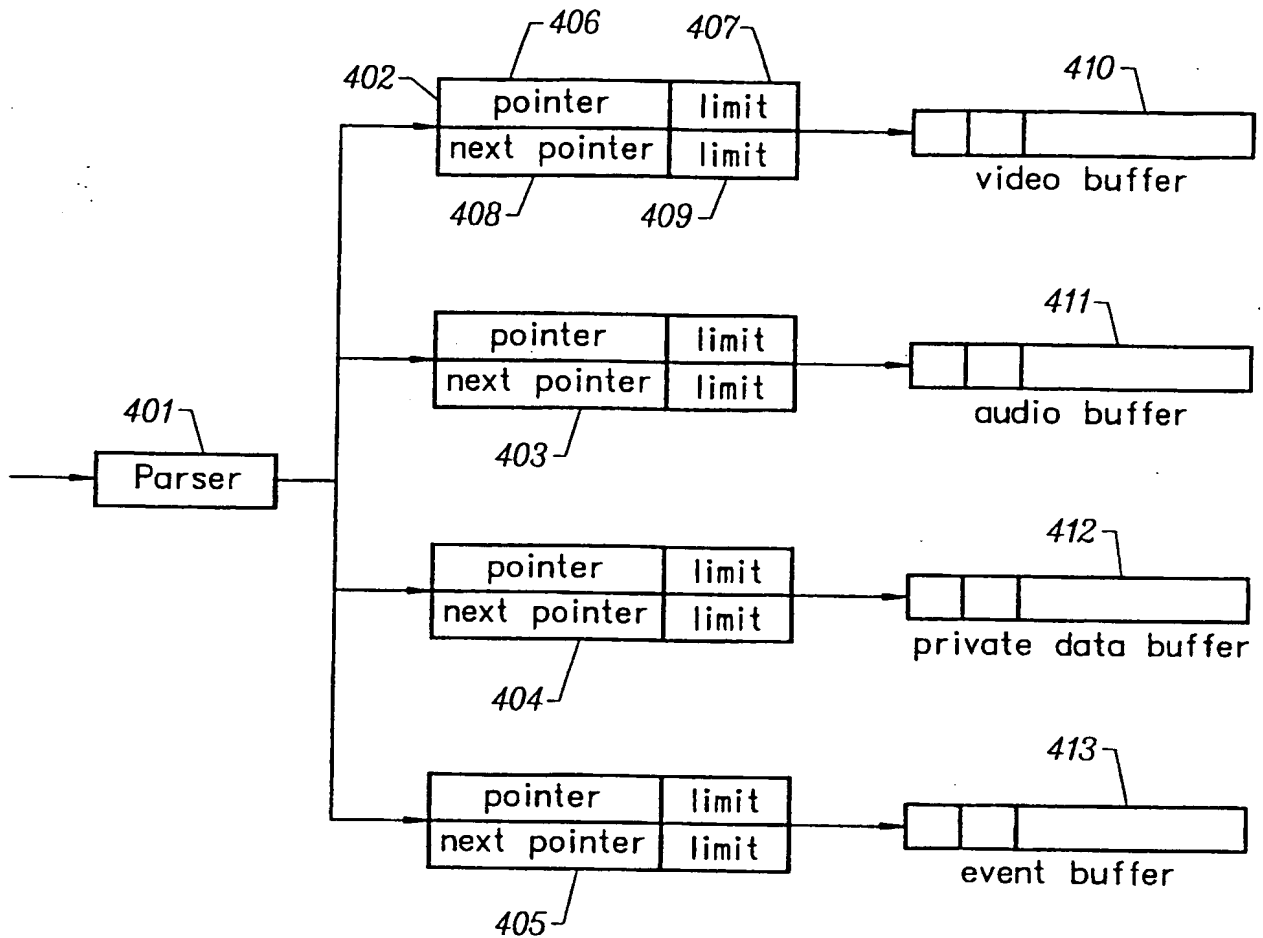 406
407
402
410
pointer limit
next pointer limit
video buffer
408
409
411
pointer limit
next pointer limit
audio buffer
401
403
Parser
412
pointer limit
next pointer limit
private data buffer
404
413
pointer limit
next pointer limit
event buffer
405